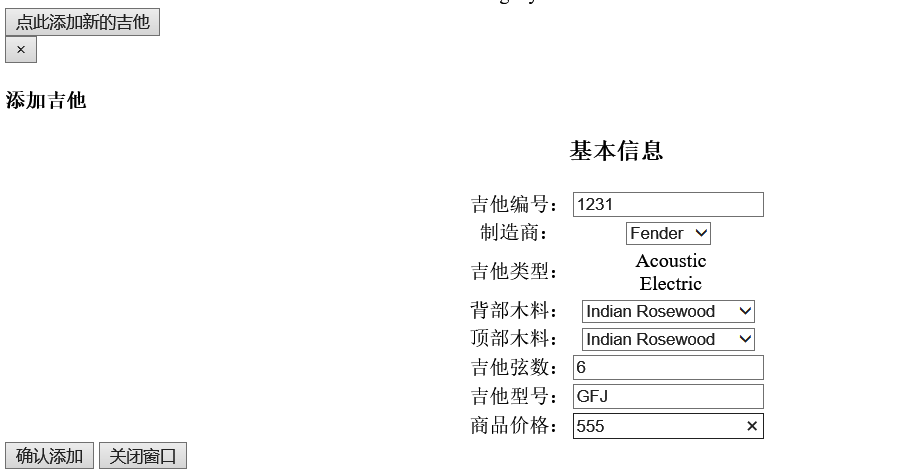 点此添加新的吉他
×
添加吉他
基本信息
吉他编号： 1231
制造商： Fender
吉他类型： Acoustic
Electric
背部木料： Indian Rosewood
顶部木料： Indian Rosewood
吉他弦数： 6
吉他型号： GFJ
商品价格： 555 ×
确认添加 关闭窗口